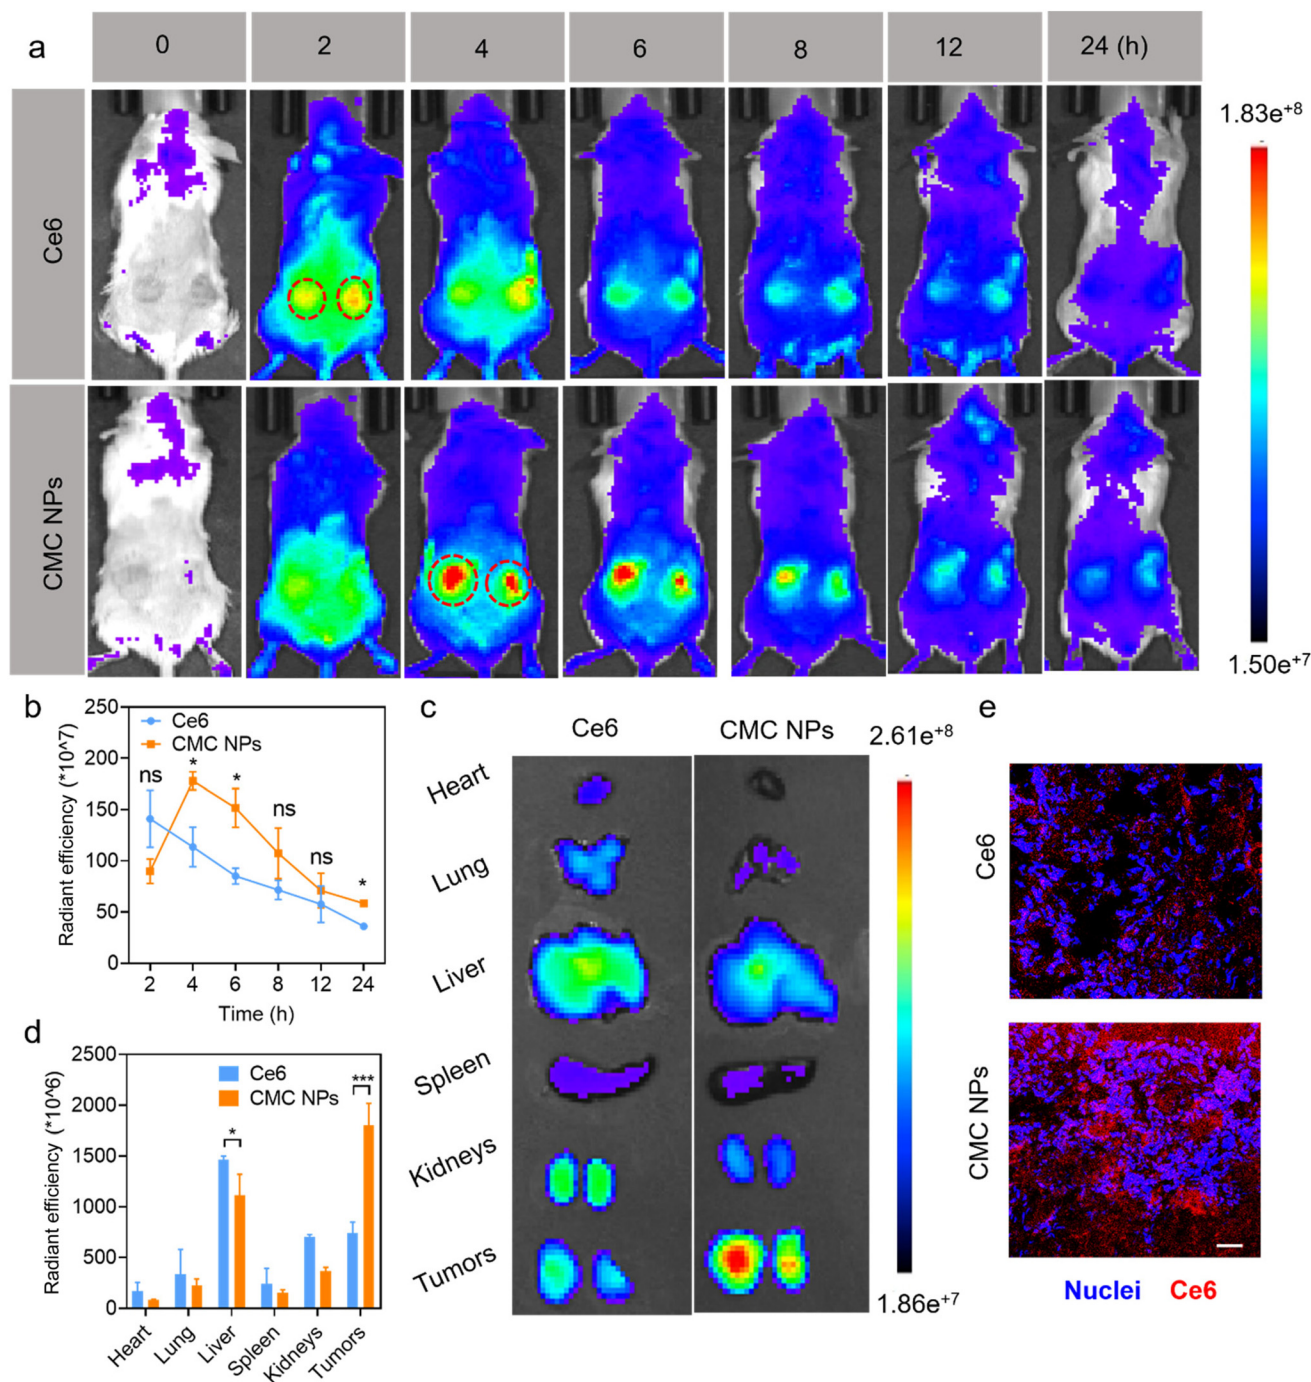 a
0 2 4 6 8 12 24 (h)
Ce6
CMC NPs
1.83e+8
1.50e+7
b
Radiant efficiency (*10^7)
250
200
150
100
50
0
Ce6
CMC NPs
ns * * ns ns *
2 4 6 8 12 24
Time (h)
c
Ce6 CMC NPs
Heart
Lung
Liver
Spleen
Kidneys
Tumors
2.61e+8
1.86e+7
d
Radiant efficiency (*10^6)
2500
2000
1500
1000
500
0
Ce6
CMC NPs
* ***
Heart Lung Liver Spleen Kidneys Tumors
e
Ce6
CMC NPs
Nuclei Ce6